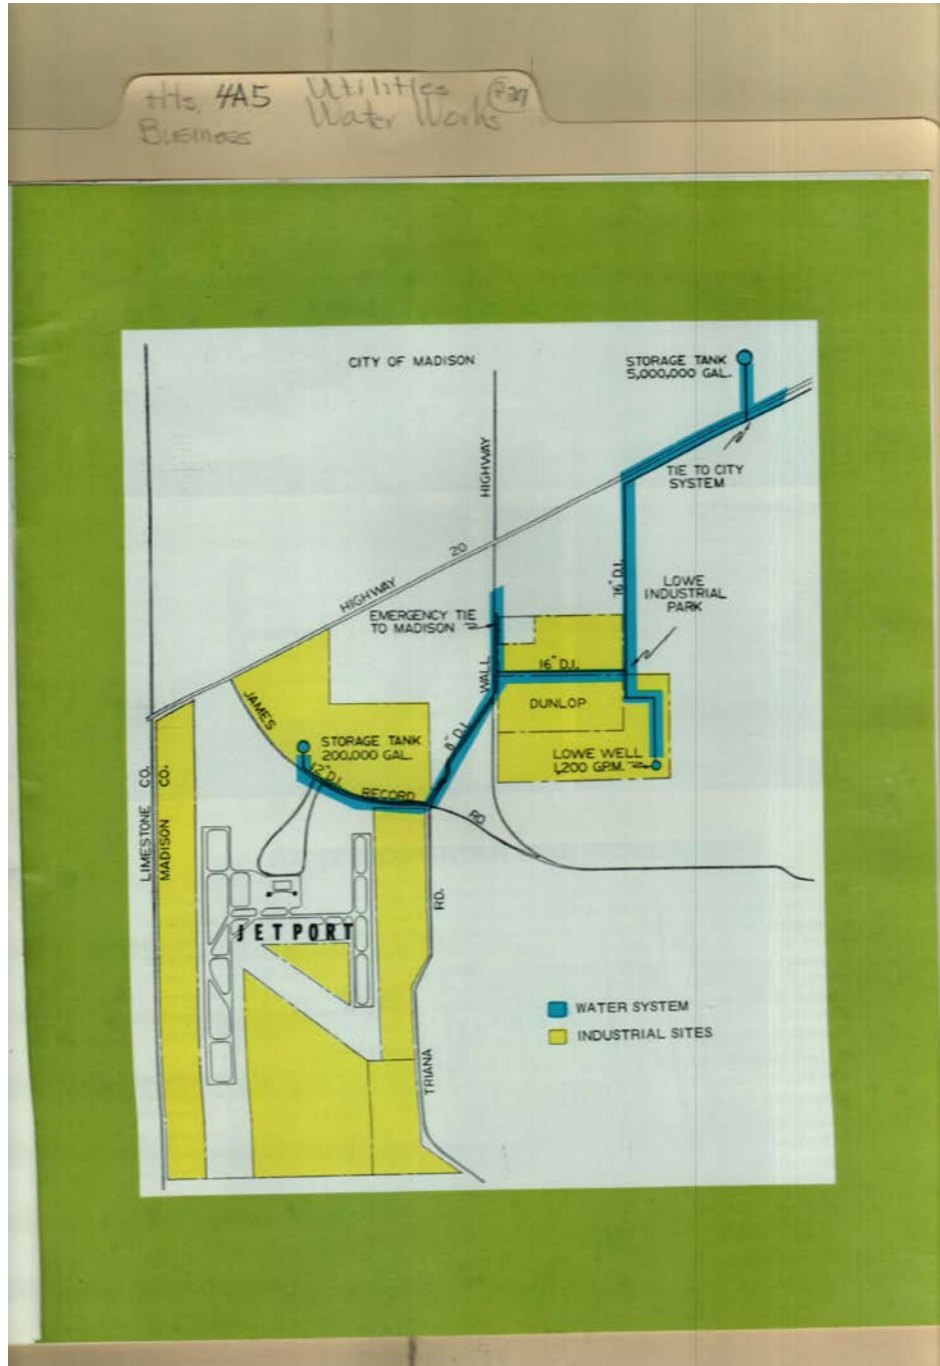 Hts. 4A5 Utilities F27
Business Water Works
CITY OF MADISON
STORAGE TANK
5,000,000 GAL.
HIGHWAY
TIE TO CITY
SYSTEM
HIGHWAY 20
16" D.I.
LOWE
INDUSTRIAL
PARK
EMERGENCY TIE
TO MADISON
WALL
16" D.I.
JAMES
DUNLOP
STORAGE TANK
200,000 GAL.
8" D.I.
12" D.I.
LOWE WELL
1,200 G.P.M.
RECORD
RD.
LIMESTONE CO.
MADISON CO.
RD.
JETPORT
WATER SYSTEM
INDUSTRIAL SITES
TRIANA